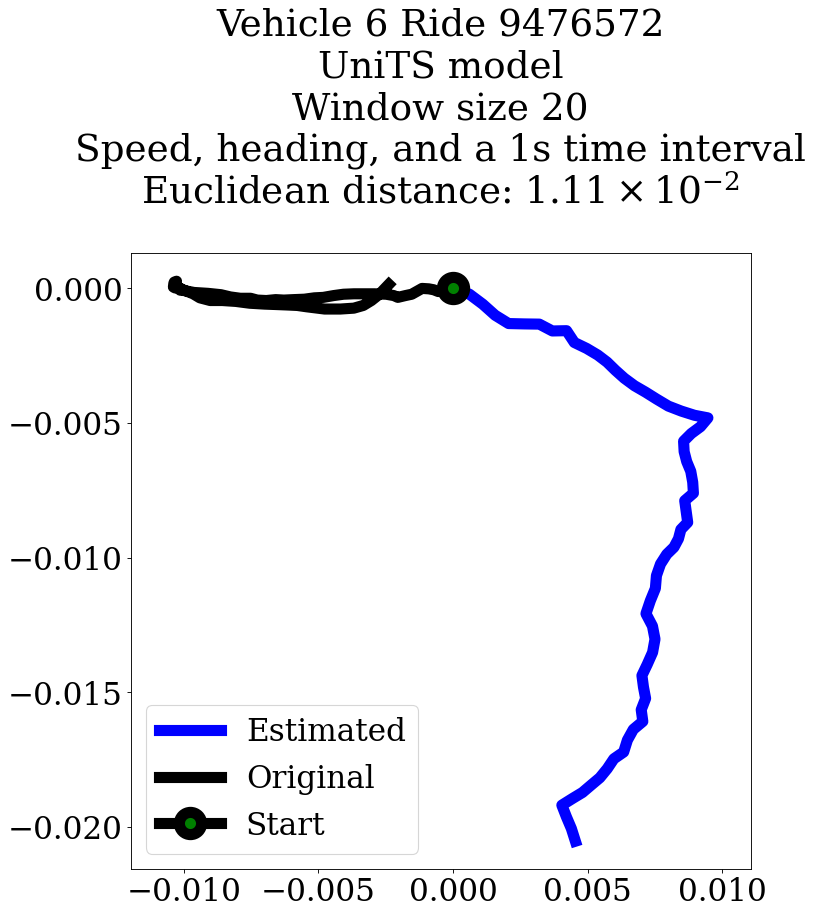 Vehicle 6 Ride 9476572
UniTS model
Window size 20
Speed, heading, and a 1s time interval
Euclidean distance: 1.11 × 10⁻²
0.000
−0.005
−0.010
−0.015
−0.020
Estimated
Original
Start
−0.010 −0.005 0.000 0.005 0.010